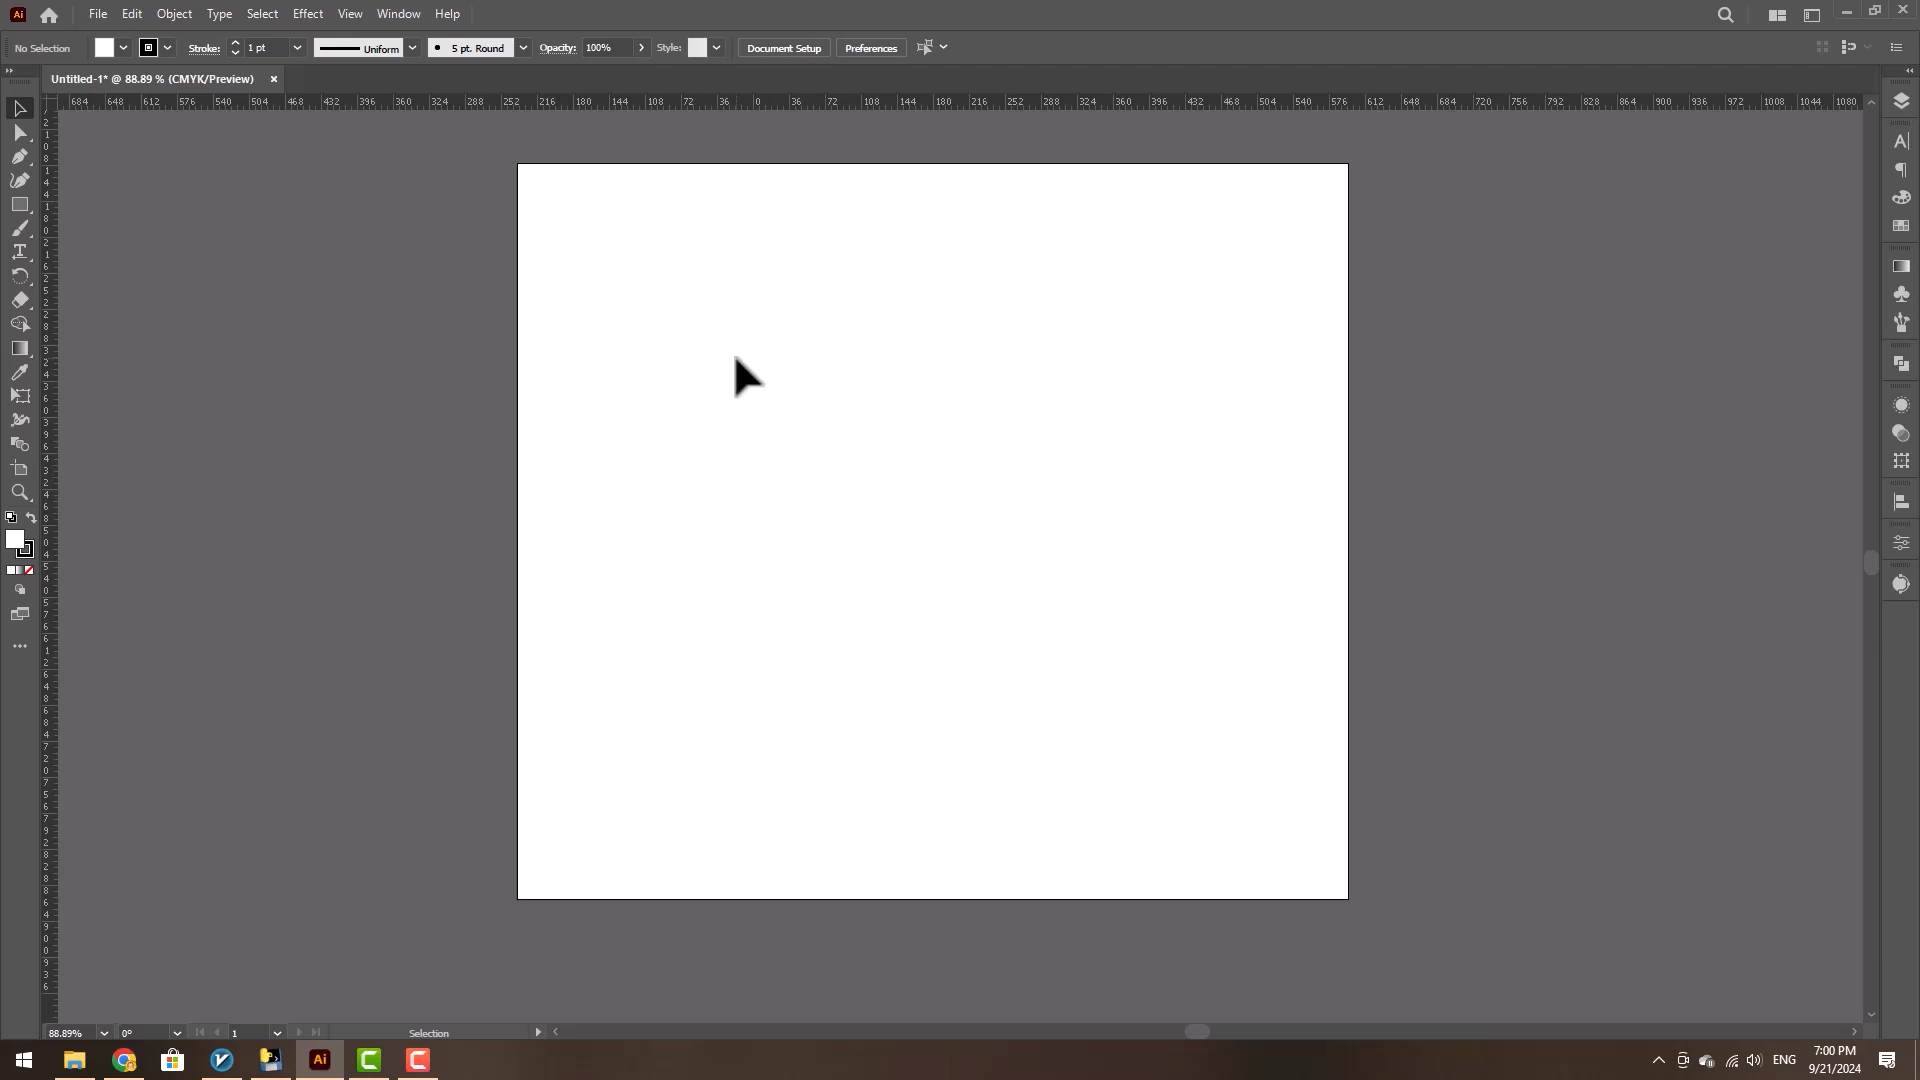 Ai File Edit Object Type Select Effect View Window Help
No Selection Stroke: 1 pt Uniform 5 pt. Round Opacity: 100% Style: Document Setup Preferences
Untitled-1* @ 88.89 % (CMYK/Preview) ×
684 648 612 576 540 504 468 432 396 360 324 288 252 216 180 144 108 72 36 0 36 72 108 144 180 216 252 288 324 360 396 432 468 504 540 576 612 648 684 720 756 792 828 864 900 936 972 1008 1044 1080
88.89% 0° 1 Selection
Ai ENG 7:00 PM
9/21/2024